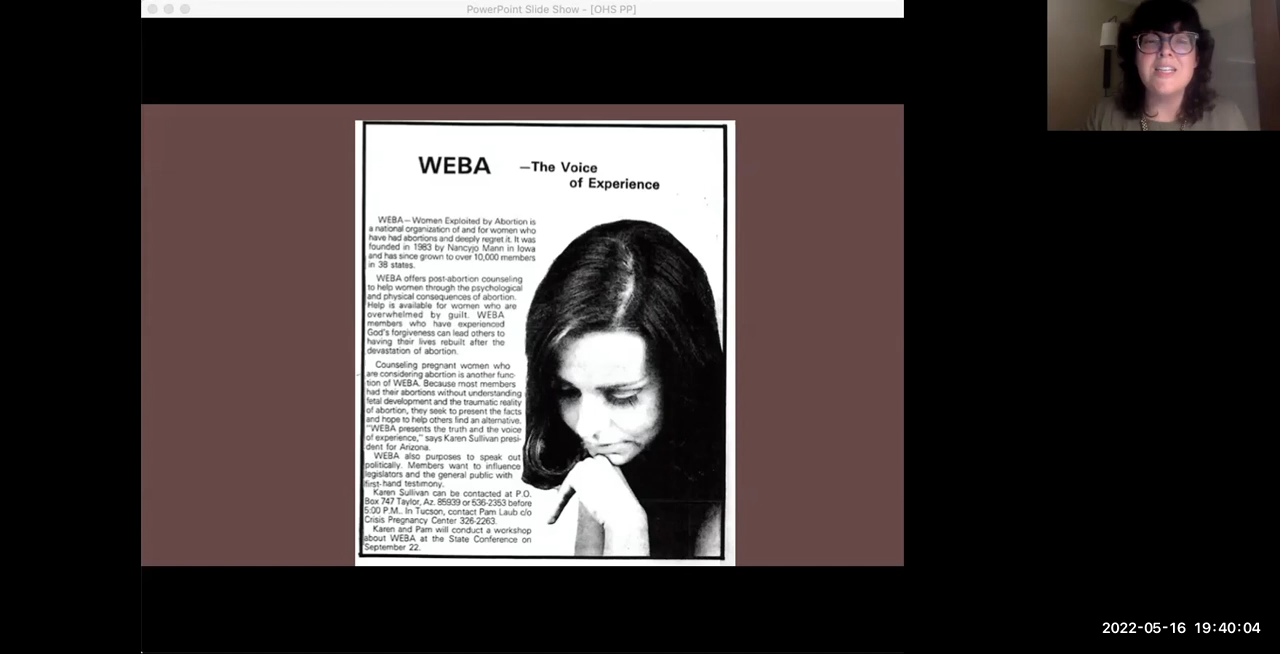 PowerPoint Slide Show - [OHS PP]
WEBA —The Voice
of Experience
WEBA—Women Exploited by Abortion is
a national organization of and for women who
have had abortions and deeply regret it. It was
founded in 1983 by Nancyjo Mann in Iowa
and has since grown to over 10,000 members
in 38 states.
WEBA offers post-abortion counseling
to help women through the psychological
and physical consequences of abortion.
Help is available for women who are
overwhelmed by guilt. WEBA
members who have experienced
God's forgiveness can lead others to
having their lives rebuilt after the
devastation of abortion.
Counseling pregnant women who
are considering abortion is another func-
tion of WEBA. Because most members
had their abortions without understanding
fetal development and the traumatic reality
of abortion, they seek to present the facts
and hope to help others find an alternative.
"WEBA presents the truth and the voice
of experience," says Karen Sullivan presi-
dent for Arizona.
WEBA also purposes to speak out
politically. Members want to influence
legislators and the general public with
first-hand testimony.
Karen Sullivan can be contacted at P.O.
Box 747 Taylor, Az. 85939 or 536-2353 before
5:00 P.M.. In Tucson, contact Pam Laub c/o
Crisis Pregnancy Center 326-2263.
Karen and Pam will conduct a workshop
about WEBA at the State Conference on
September 22.
2022-05-16 19:40:04